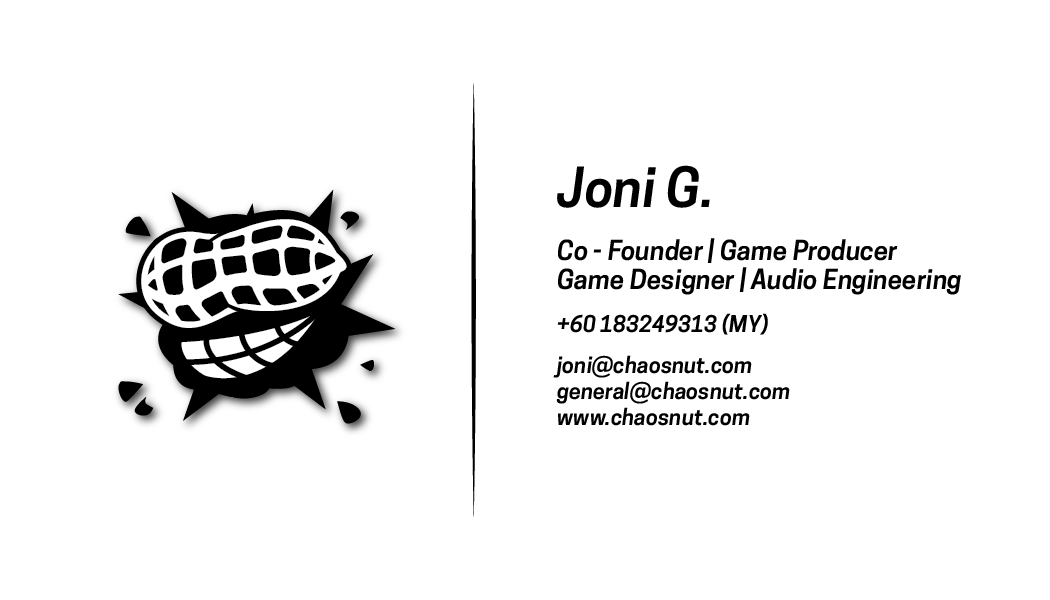 Joni G.
Co - Founder | Game Producer
Game Designer | Audio Engineering
+60 183249313 (MY)
joni@chaosnut.com
general@chaosnut.com
www.chaosnut.com